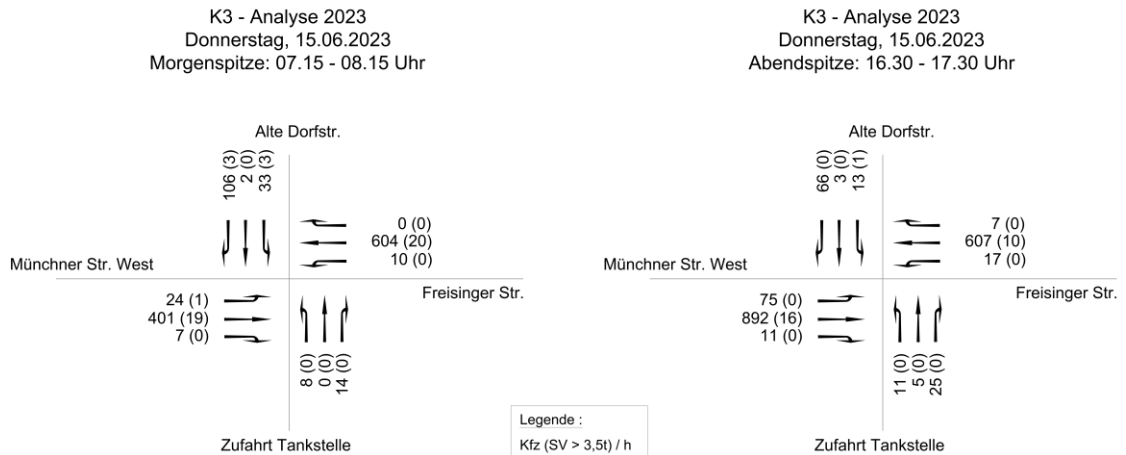 K3 - Analyse 2023
Donnerstag, 15.06.2023
Morgenspitze: 07.15 - 08.15 Uhr
Alte Dorfstr.
106 (3)
2 (0)
33 (3)
0 (0)
604 (20)
10 (0)
Münchner Str. West
Freisinger Str.
24 (1)
401 (19)
7 (0)
8 (0)
0 (0)
14 (0)
Zufahrt Tankstelle
K3 - Analyse 2023
Donnerstag, 15.06.2023
Abendspitze: 16.30 - 17.30 Uhr
Alte Dorfstr.
66 (0)
3 (0)
13 (1)
7 (0)
607 (10)
17 (0)
Münchner Str. West
Freisinger Str.
75 (0)
892 (16)
11 (0)
11 (0)
5 (0)
25 (0)
Zufahrt Tankstelle
Legende :
Kfz (SV > 3,5t) / h